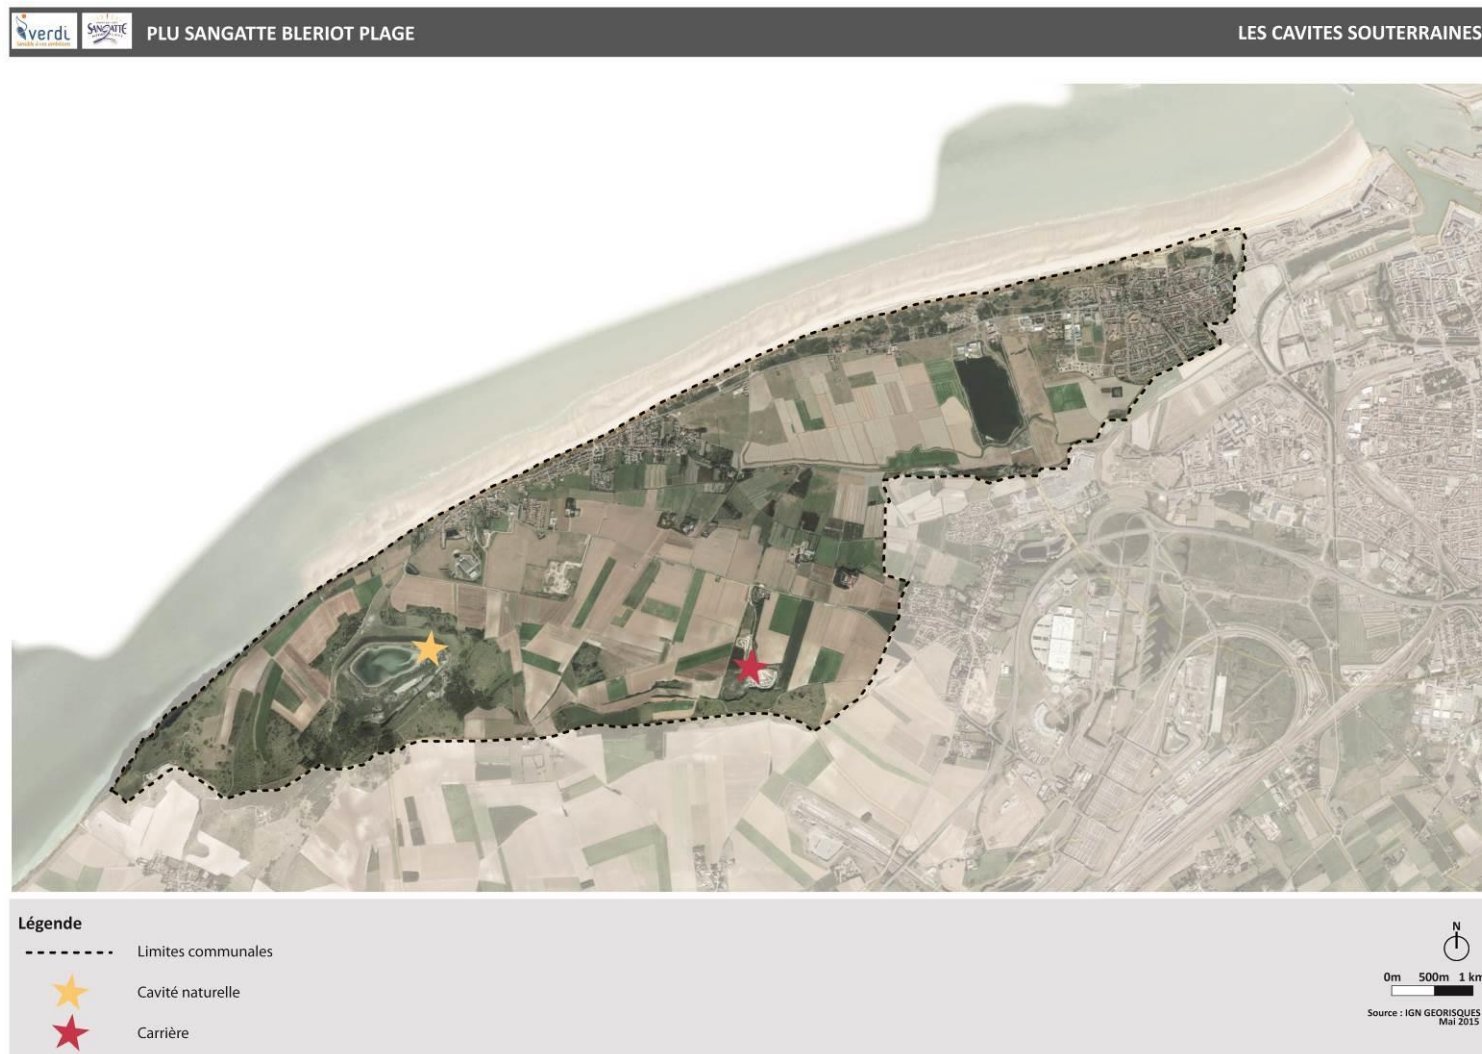 verdi
SANGATTE
PLU SANGATTE BLERIOT PLAGE
LES CAVITES SOUTERRAINES
Légende
Limites communales
Cavité naturelle
Carrière
N
0m 500m 1 km
Source : IGN GEORISQUES
Mai 2015